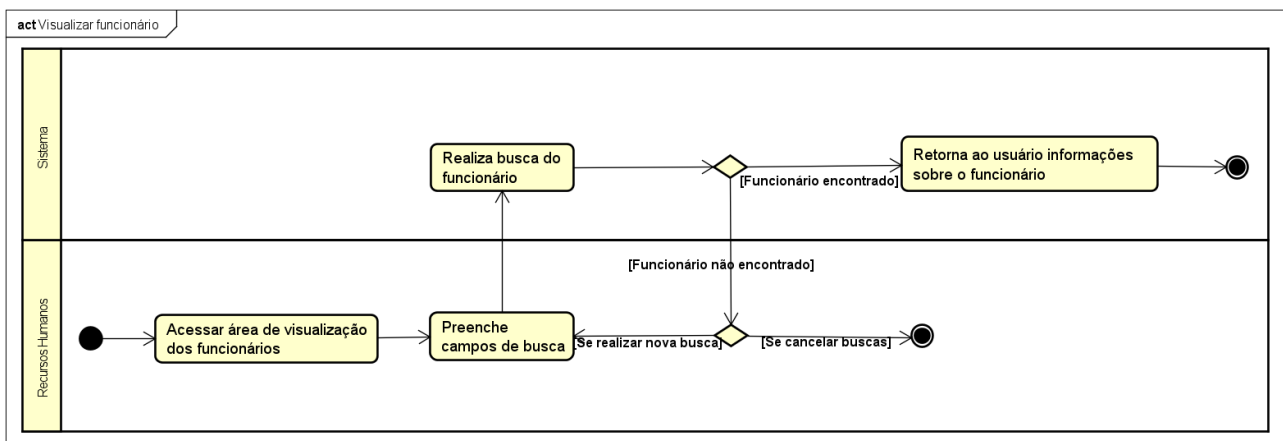 act Visualizar funcionário
Sistema
Realiza busca do
funcionário
[Funcionário encontrado]
Retorna ao usuário informações
sobre o funcionário
[Funcionário não encontrado]
Recursos Humanos
Acessar área de visualização
dos funcionários
Preenche
campos de busca
[Se realizar nova busca]
[Se cancelar buscas]